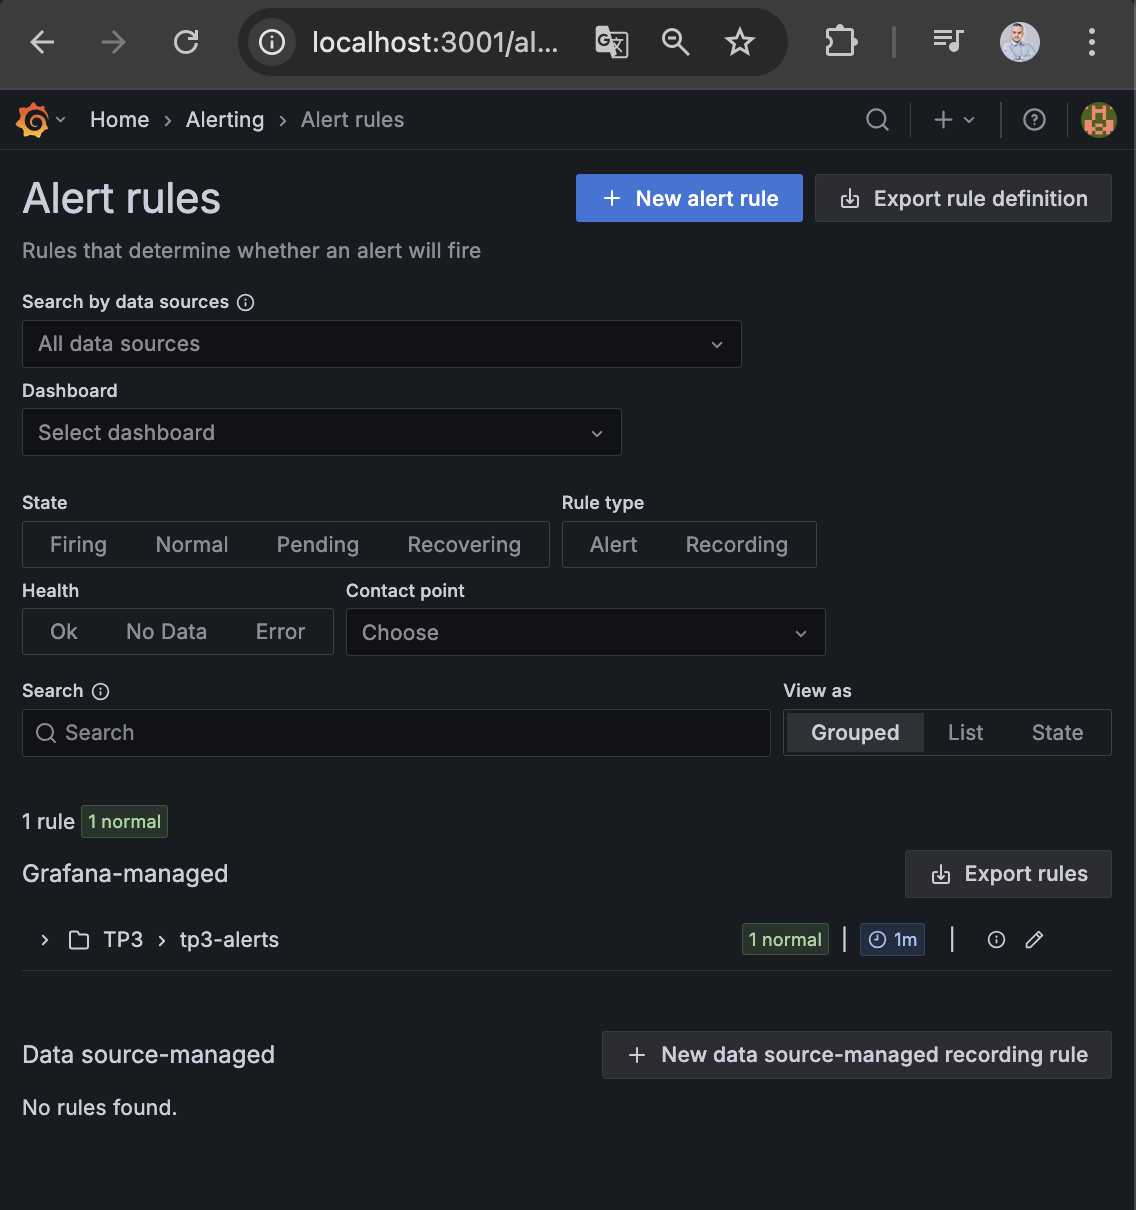 localhost:3001/al...
Home › Alerting › Alert rules
Alert rules
+ New alert rule
Export rule definition
Rules that determine whether an alert will fire
Search by data sources
All data sources
Dashboard
Select dashboard
State
Rule type
Firing Normal Pending Recovering
Alert Recording
Health
Contact point
Ok No Data Error
Choose
Search
View as
Search
Grouped List State
1 rule 1 normal
Grafana-managed
Export rules
TP3 › tp3-alerts
1 normal | 1m |
Data source-managed
+ New data source-managed recording rule
No rules found.